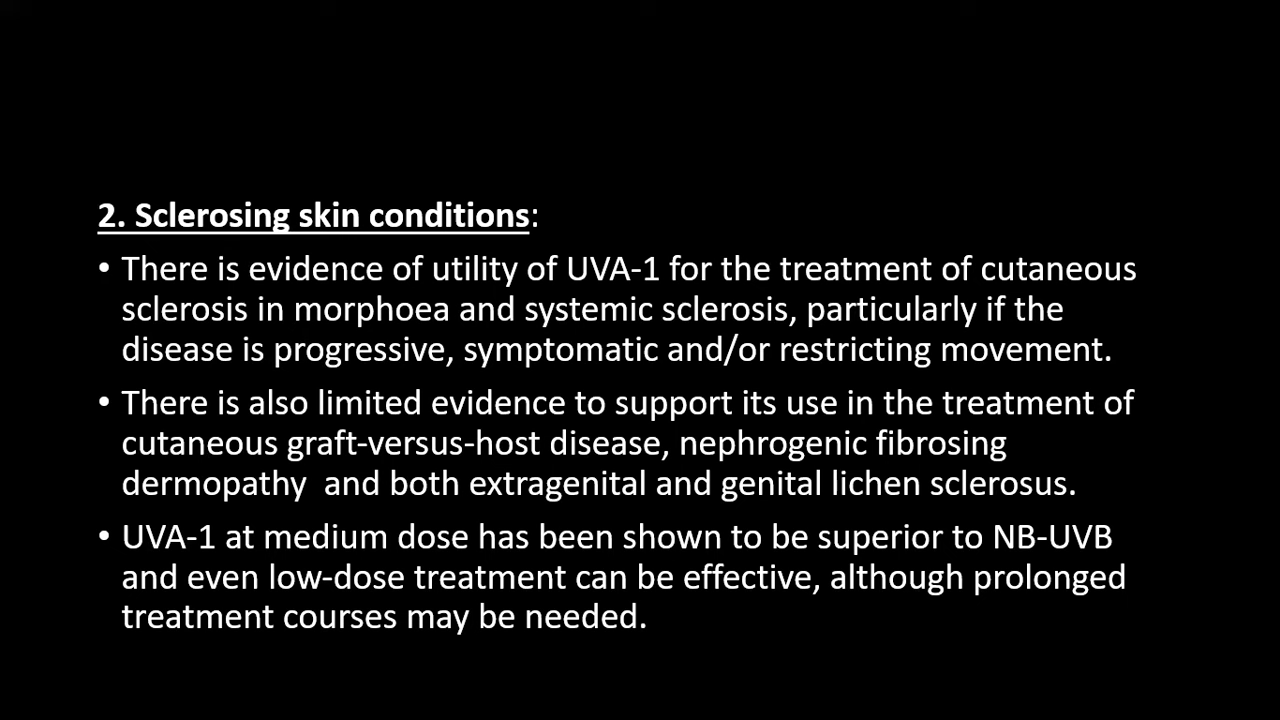 2. Sclerosing skin conditions:
• There is evidence of utility of UVA-1 for the treatment of cutaneous
sclerosis in morphoea and systemic sclerosis, particularly if the
disease is progressive, symptomatic and/or restricting movement.
• There is also limited evidence to support its use in the treatment of
cutaneous graft-versus-host disease, nephrogenic fibrosing
dermopathy  and both extragenital and genital lichen sclerosus.
• UVA-1 at medium dose has been shown to be superior to NB-UVB
and even low-dose treatment can be effective, although prolonged
treatment courses may be needed.